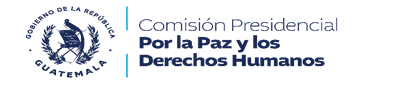 GOBIERNO DE LA REPÚBLICA
GUATEMALA
Comisión Presidencial
Por la Paz y los
Derechos Humanos